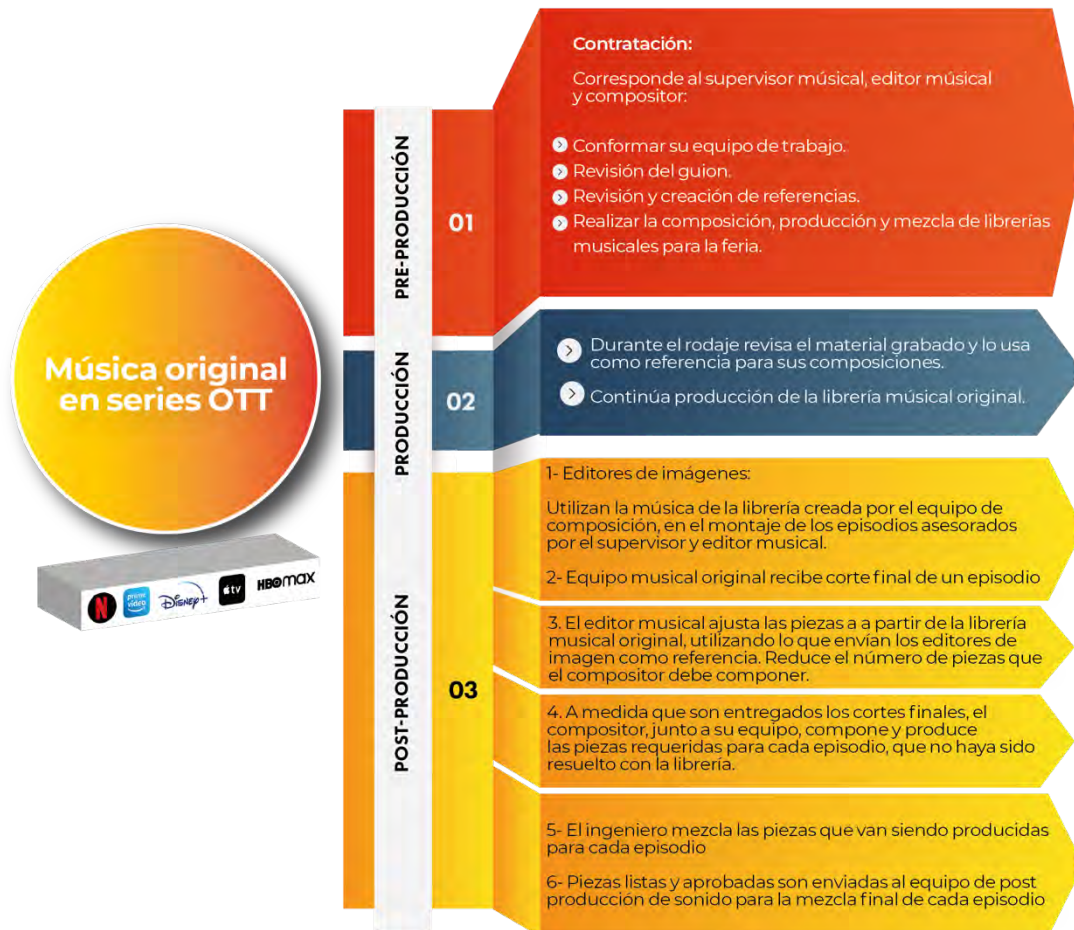 Contratación:
Corresponde al supervisor músical, editor músical
y compositor:
Conformar su equipo de trabajo.
Revisión del guion.
Revisión y creación de referencias.
Realizar la composición, producción y mezcla de librerías
musicales para la feria.
PRE-PRODUCCIÓN
01
Música original
en series OTT
N
prime
video
Disney+
tv
HBOmax
PRODUCCIÓN
02
Durante el rodaje revisa el material grabado y lo usa
como referencia para sus composiciones.
Continúa producción de la librería músical original.
POST-PRODUCCIÓN
03
1- Editores de imágenes:
Utilizan la música de la librería creada por el equipo de
composición, en el montaje de los episodios asesorados
por el supervisor y editor musical.
2- Equipo musical original recibe corte final de un episodio
3. El editor musical ajusta las piezas a a partir de la librería
musical original, utilizando lo que envían los editores de
imagen como referencia. Reduce el número de piezas que
el compositor debe componer.
4. A medida que son entregados los cortes finales, el
compositor, junto a su equipo, compone y produce
las piezas requeridas para cada episodio, que no haya sido
resuelto con la librería.
5- El ingeniero mezcla las piezas que van siendo producidas
para cada episodio
6- Piezas listas y aprobadas son enviadas al equipo de post
producción de sonido para la mezcla final de cada episodio